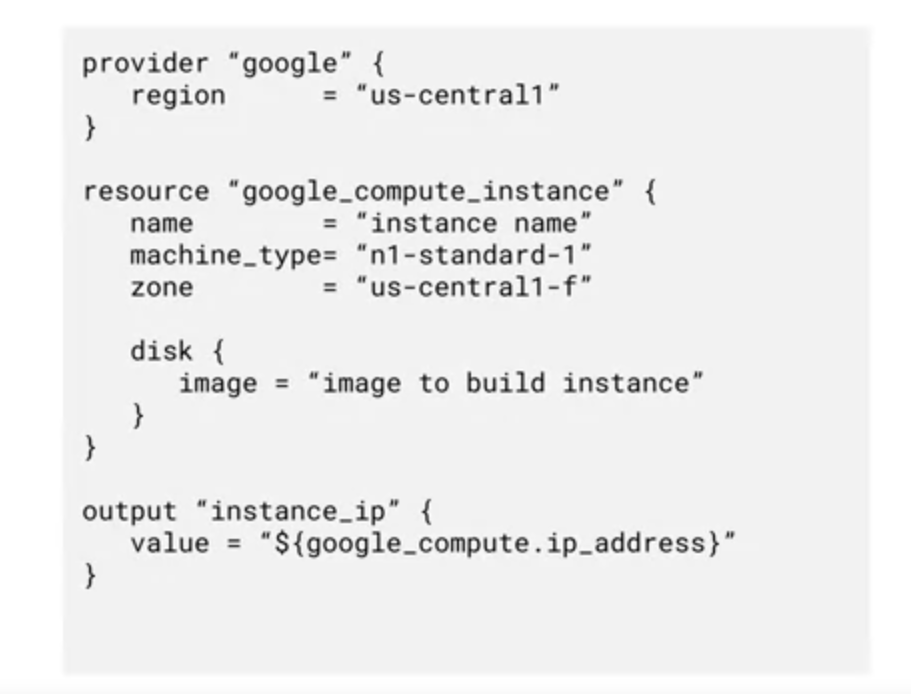 provider “google” {
   region      = “us-central1”
}

resource “google_compute_instance” {
   name        = “instance name”
   machine_type= “n1-standard-1”
   zone        = “us-central1-f”

   disk {
      image = “image to build instance”
   }
}

output “instance_ip” {
   value = “${google_compute.ip_address}”
}